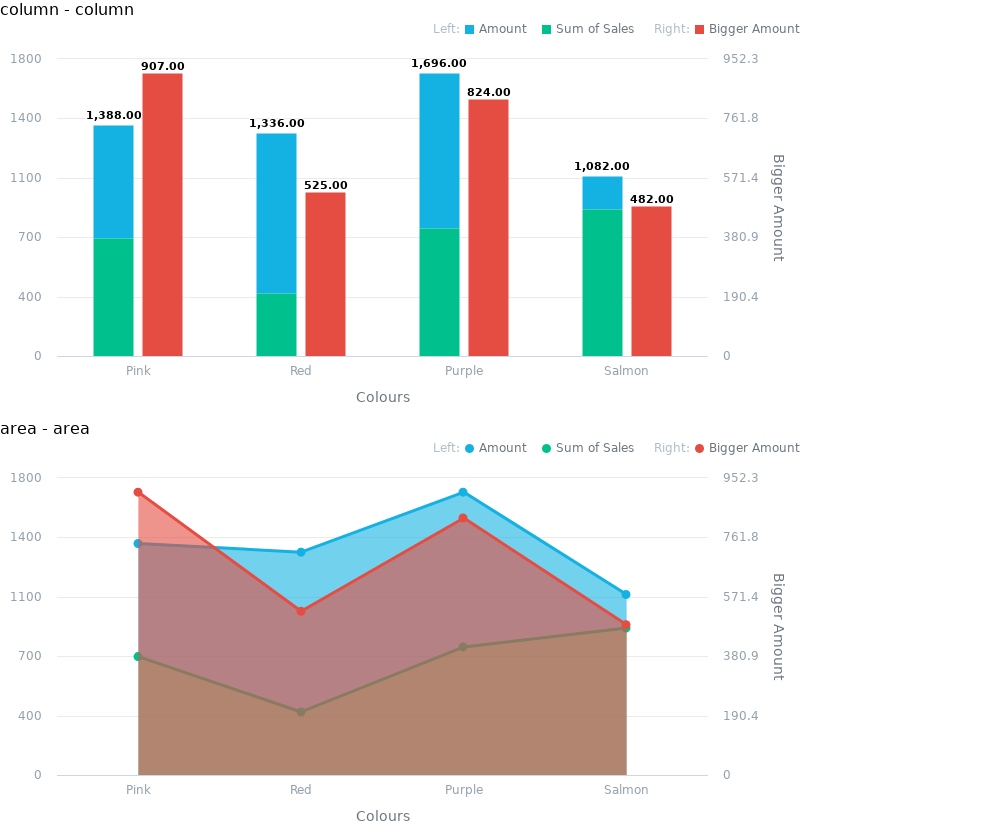 column - column
Left: Amount Sum of Sales Right: Bigger Amount
1800 952.3
907.00 1,696.00
824.00
1400 1,388.00 1,336.00 761.8
1,082.00
1100 525.00 482.00 571.4
700 380.9
400 190.4
0 0
Bigger Amount
Pink Red Purple Salmon
Colours
area - area
Left: Amount Sum of Sales Right: Bigger Amount
1800 952.3
1400 761.8
1100 571.4
700 380.9
400 190.4
0 0
Bigger Amount
Pink Red Purple Salmon
Colours